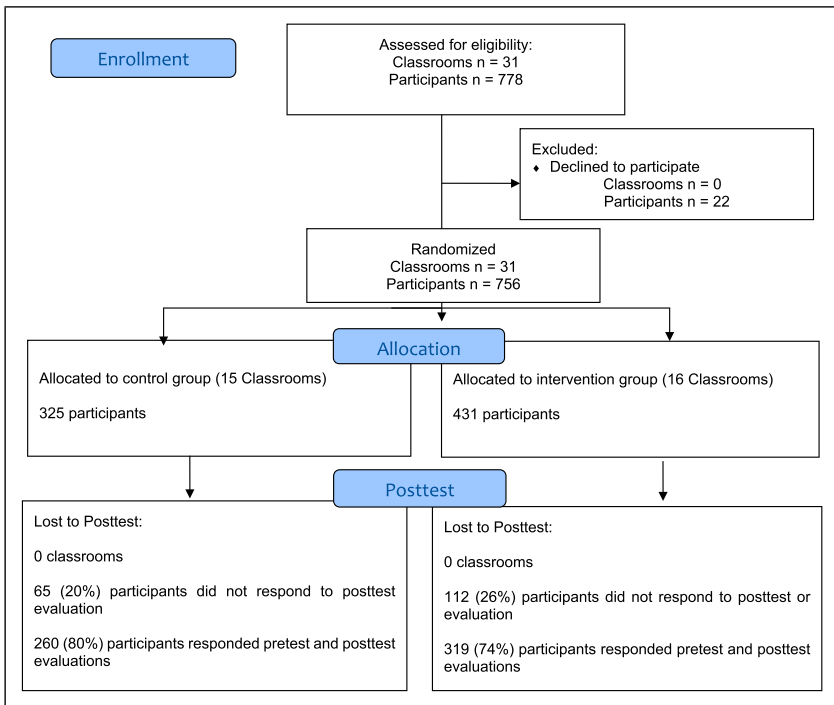 Enrollment
Assessed for eligibility:
Classrooms n = 31
Participants n = 778
Excluded:
♦ Declined to participate
Classrooms n = 0
Participants n = 22
Randomized
Classrooms n = 31
Participants n = 756
Allocation
Allocated to control group (15 Classrooms)
325 participants
Allocated to intervention group (16 Classrooms)
431 participants
Posttest
Lost to Posttest:
0 classrooms
65 (20%) participants did not respond to posttest
evaluation
260 (80%) participants responded pretest and posttest
evaluations
Lost to Posttest:
0 classrooms
112 (26%) participants did not respond to posttest or
evaluation
319 (74%) participants responded pretest and posttest
evaluations